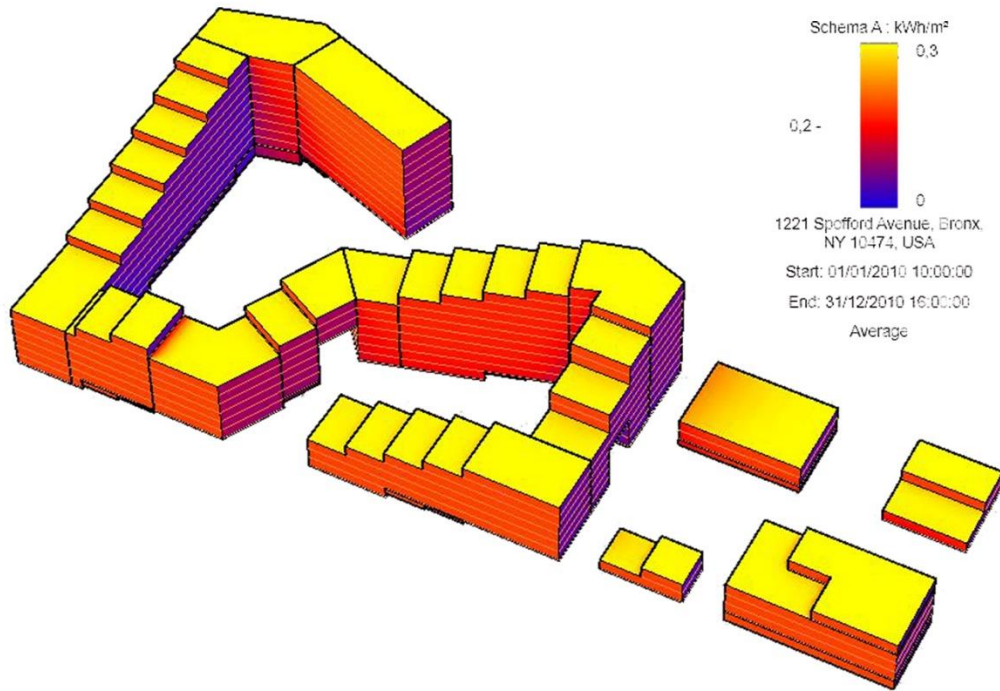 Schema A : kWh/m²
0,3
0,2 -
0
1221 Spofford Avenue, Bronx,
NY 10474, USA
Start: 01/01/2010 10:00:00
End: 31/12/2010 16:00:00
Average